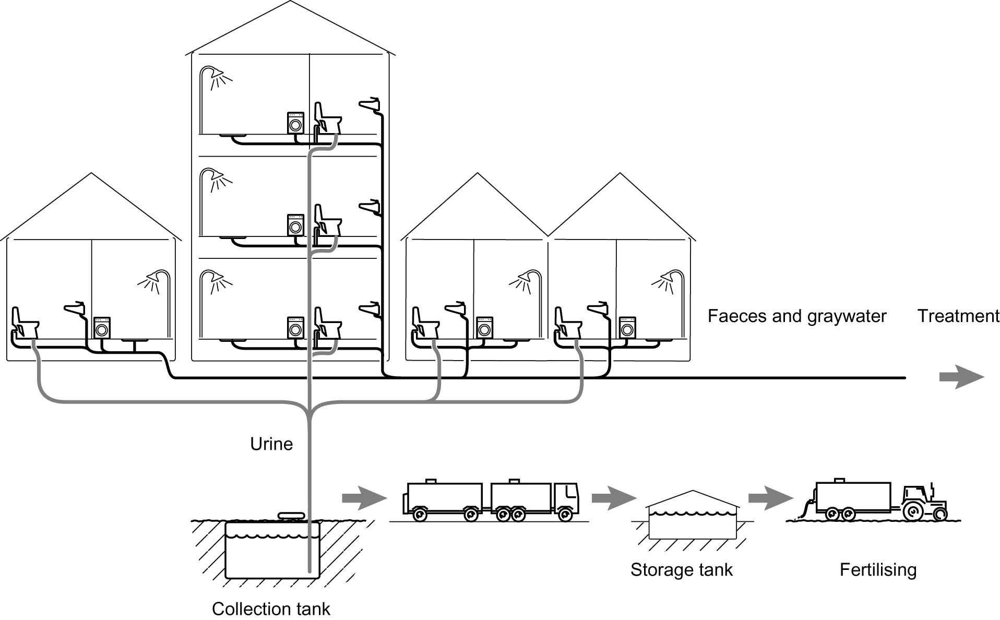 Faeces and graywater
Treatment
Urine
Storage tank
Fertilising
Collection tank